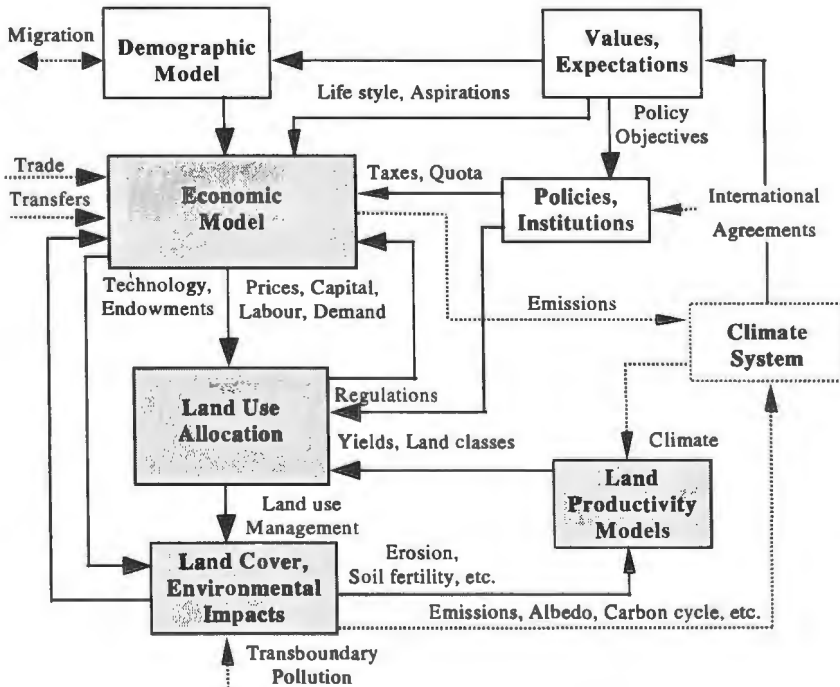 Migration
Demographic
Model
Values,
Expectations
Life style, Aspirations
Policy
Objectives
Trade
Transfers
Economic
Model
Taxes, Quota
Policies,
Institutions
International
Agreements
Technology,
Endowments
Prices, Capital,
Labour, Demand
Emissions
Climate
System
Land Use
Allocation
Regulations
Yields, Land classes
Climate
Land
Productivity
Models
Land use
Management
Land Cover,
Environmental
Impacts
Erosion,
Soil fertility, etc.
Emissions, Albedo, Carbon cycle, etc.
Transboundary
Pollution